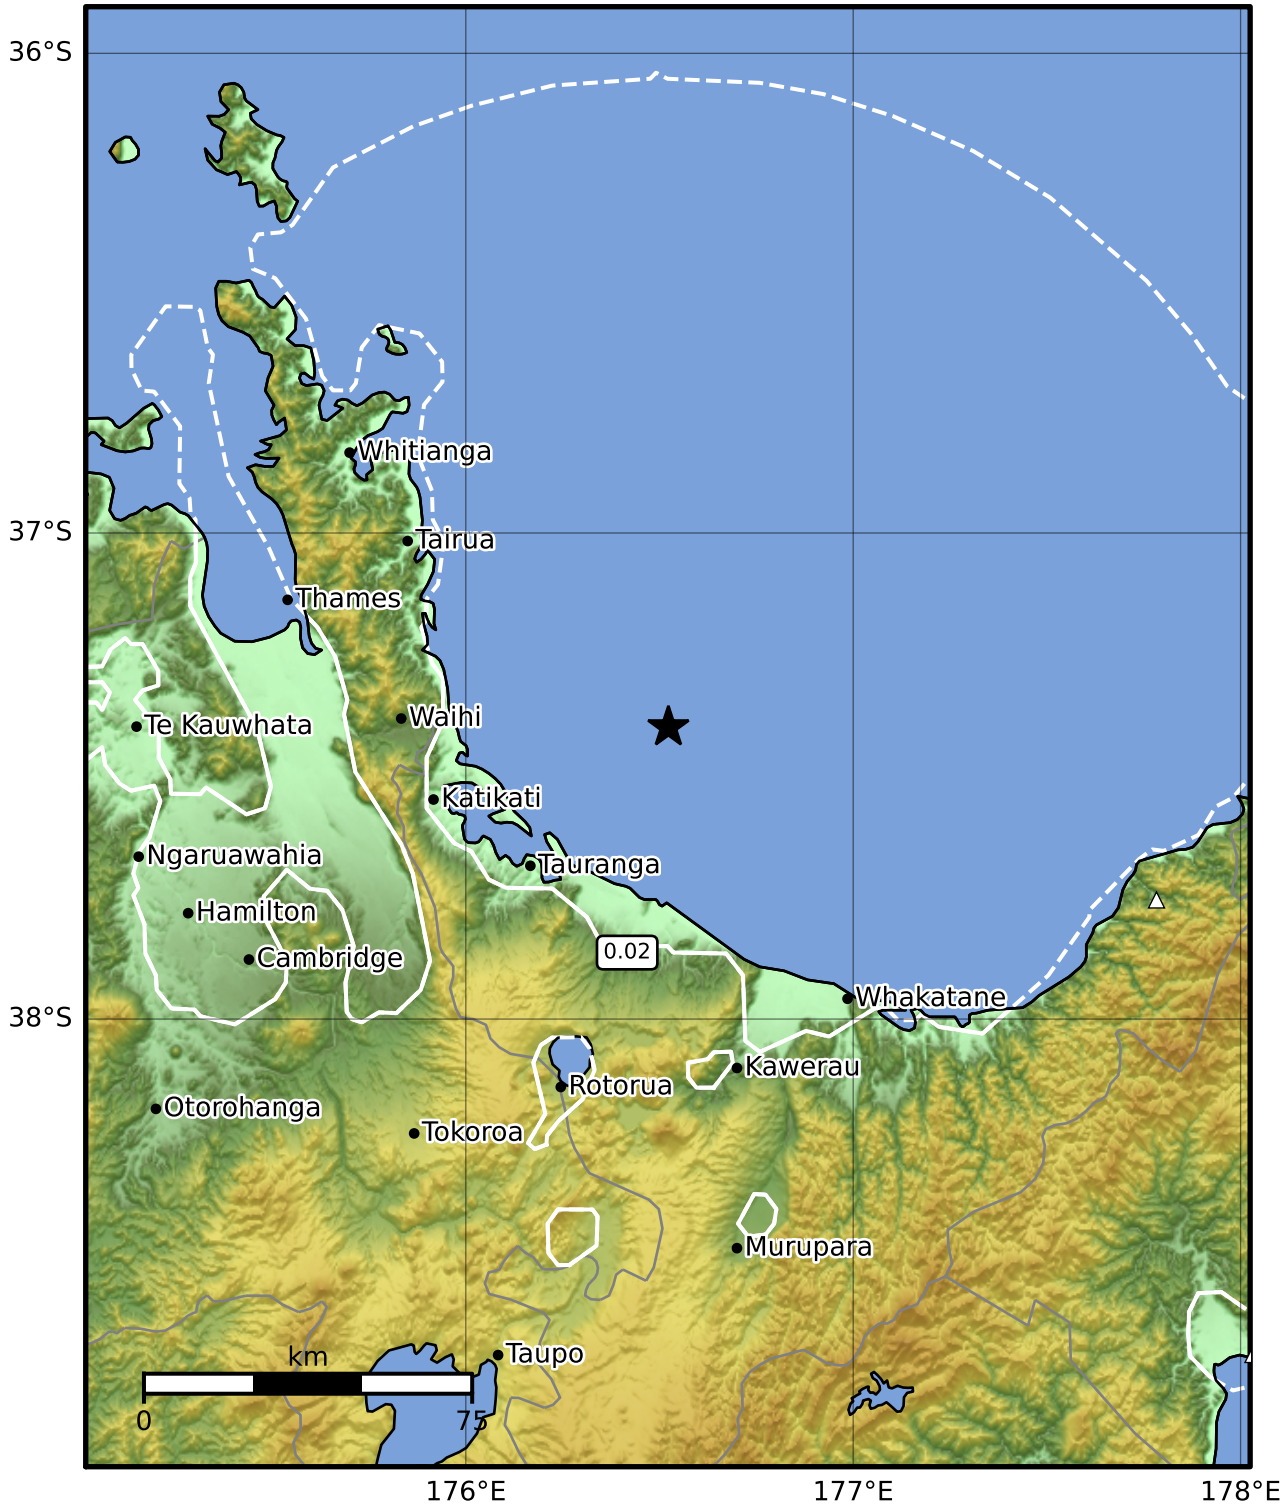 36°S
Whitianga
37°S
Tairua
Thames
Waihi
Te Kauwhata
Katikati
Ngaruawahia
Tauranga
Hamilton
0.02
Cambridge
Whakatane
38°S
Kawerau
Rotorua
Otorohanga
Tokoroa
Murupara
Taupo
km
0
75
176°E
177°E
178°E